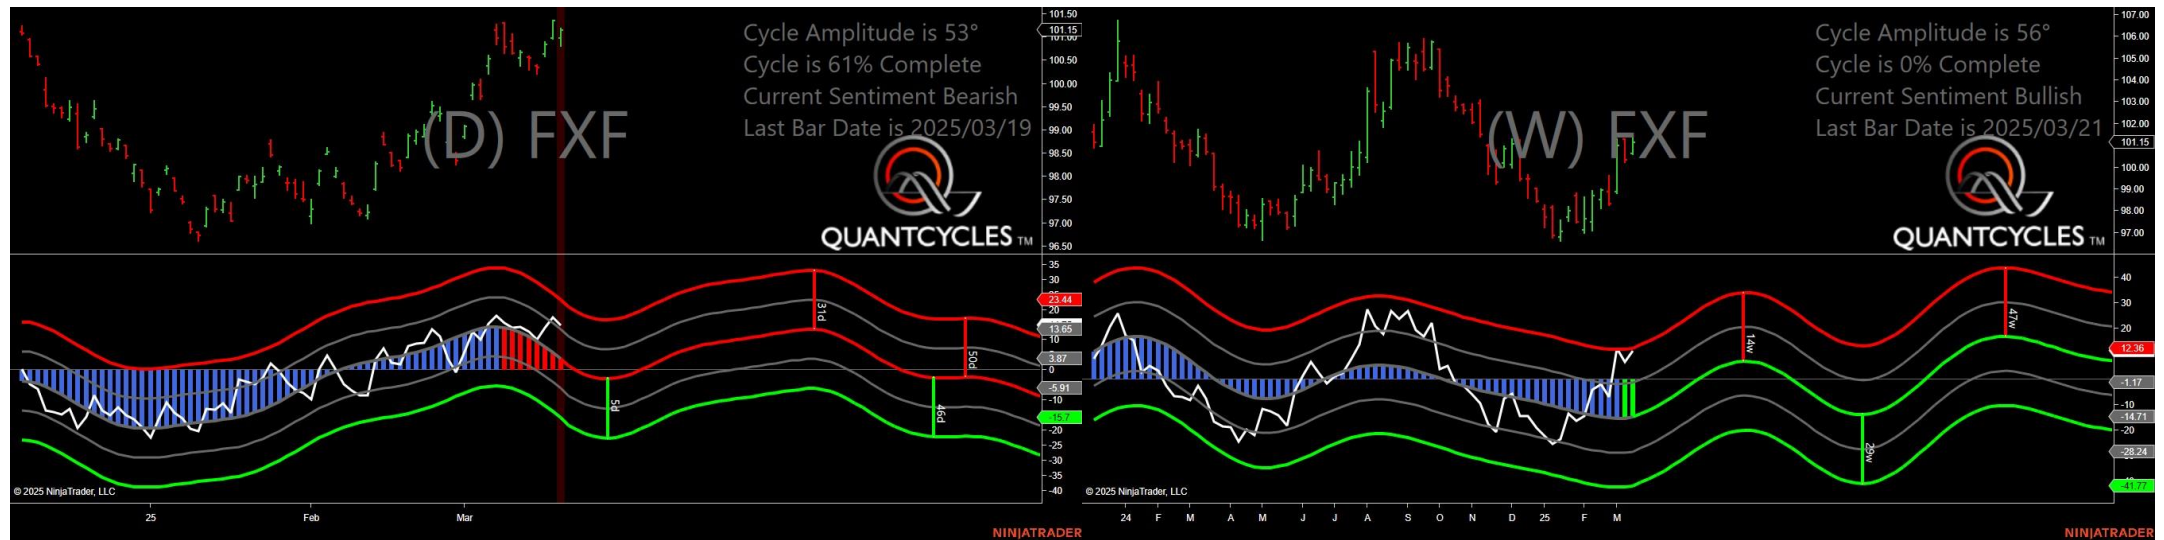 Cycle Amplitude is 53°
Cycle is 61% Complete
Current Sentiment Bearish
Last Bar Date is 2025/03/19
(D) FXF
QUANTCYCLES TM
101.50
101.15
101.00
100.50
100.00
99.50
99.00
98.50
98.00
97.50
97.00
96.50
35
30
23.44
20
13.65
10
3.87
0
-5.91
-10
-15.7
-20
-25
-30
-35
-40
31d
50d
5d
46d
© 2025 NinjaTrader, LLC
25 Feb Mar
NINJATRADER
Cycle Amplitude is 56°
Cycle is 0% Complete
Current Sentiment Bullish
Last Bar Date is 2025/03/21
(W) FXF
QUANTCYCLES TM
107.00
106.00
105.00
104.00
103.00
102.00
101.15
100.00
99.00
98.00
97.00
40
30
20
12.36
-1.17
-10
-14.71
-20
-28.24
-41.77
14w
47w
29w
© 2025 NinjaTrader, LLC
24 F M A M J J A S O N D 25 F M
NINJATRADER